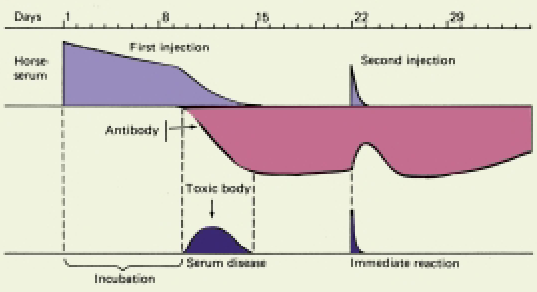 Days 1 8 15 22 29
First injection
Horse
serum
Second injection
Antibody
Toxic body
Serum disease
Immediate reaction
Incubation